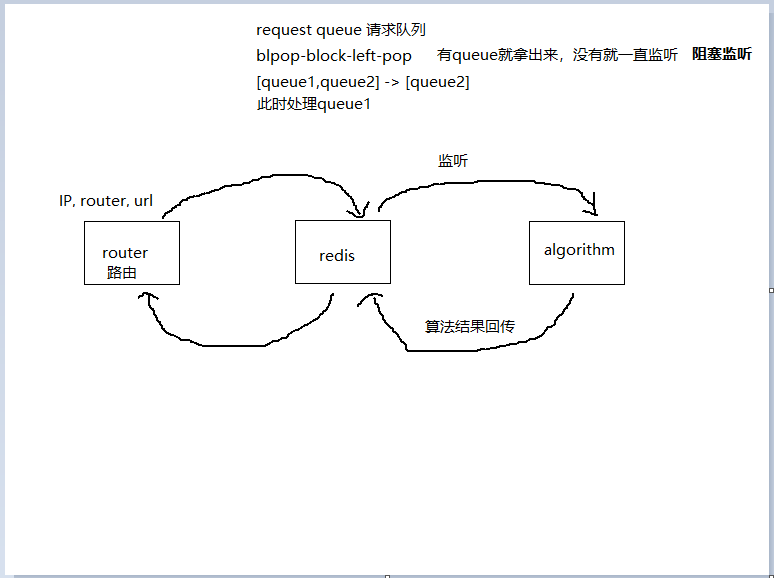 request queue 请求队列
blpop-block-left-pop 有queue就拿出来，没有就一直监听 阻塞监听
[queue1,queue2] -> [queue2]
此时处理queue1
监听
IP, router, url
router
路由
redis
algorithm
算法结果回传